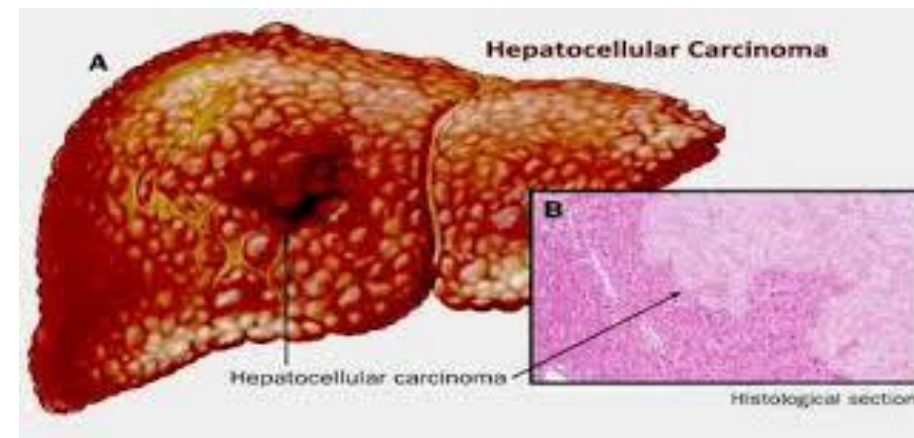 Hepatocellular Carcinoma
A
B
Hepatocellular carcinoma
Histological section